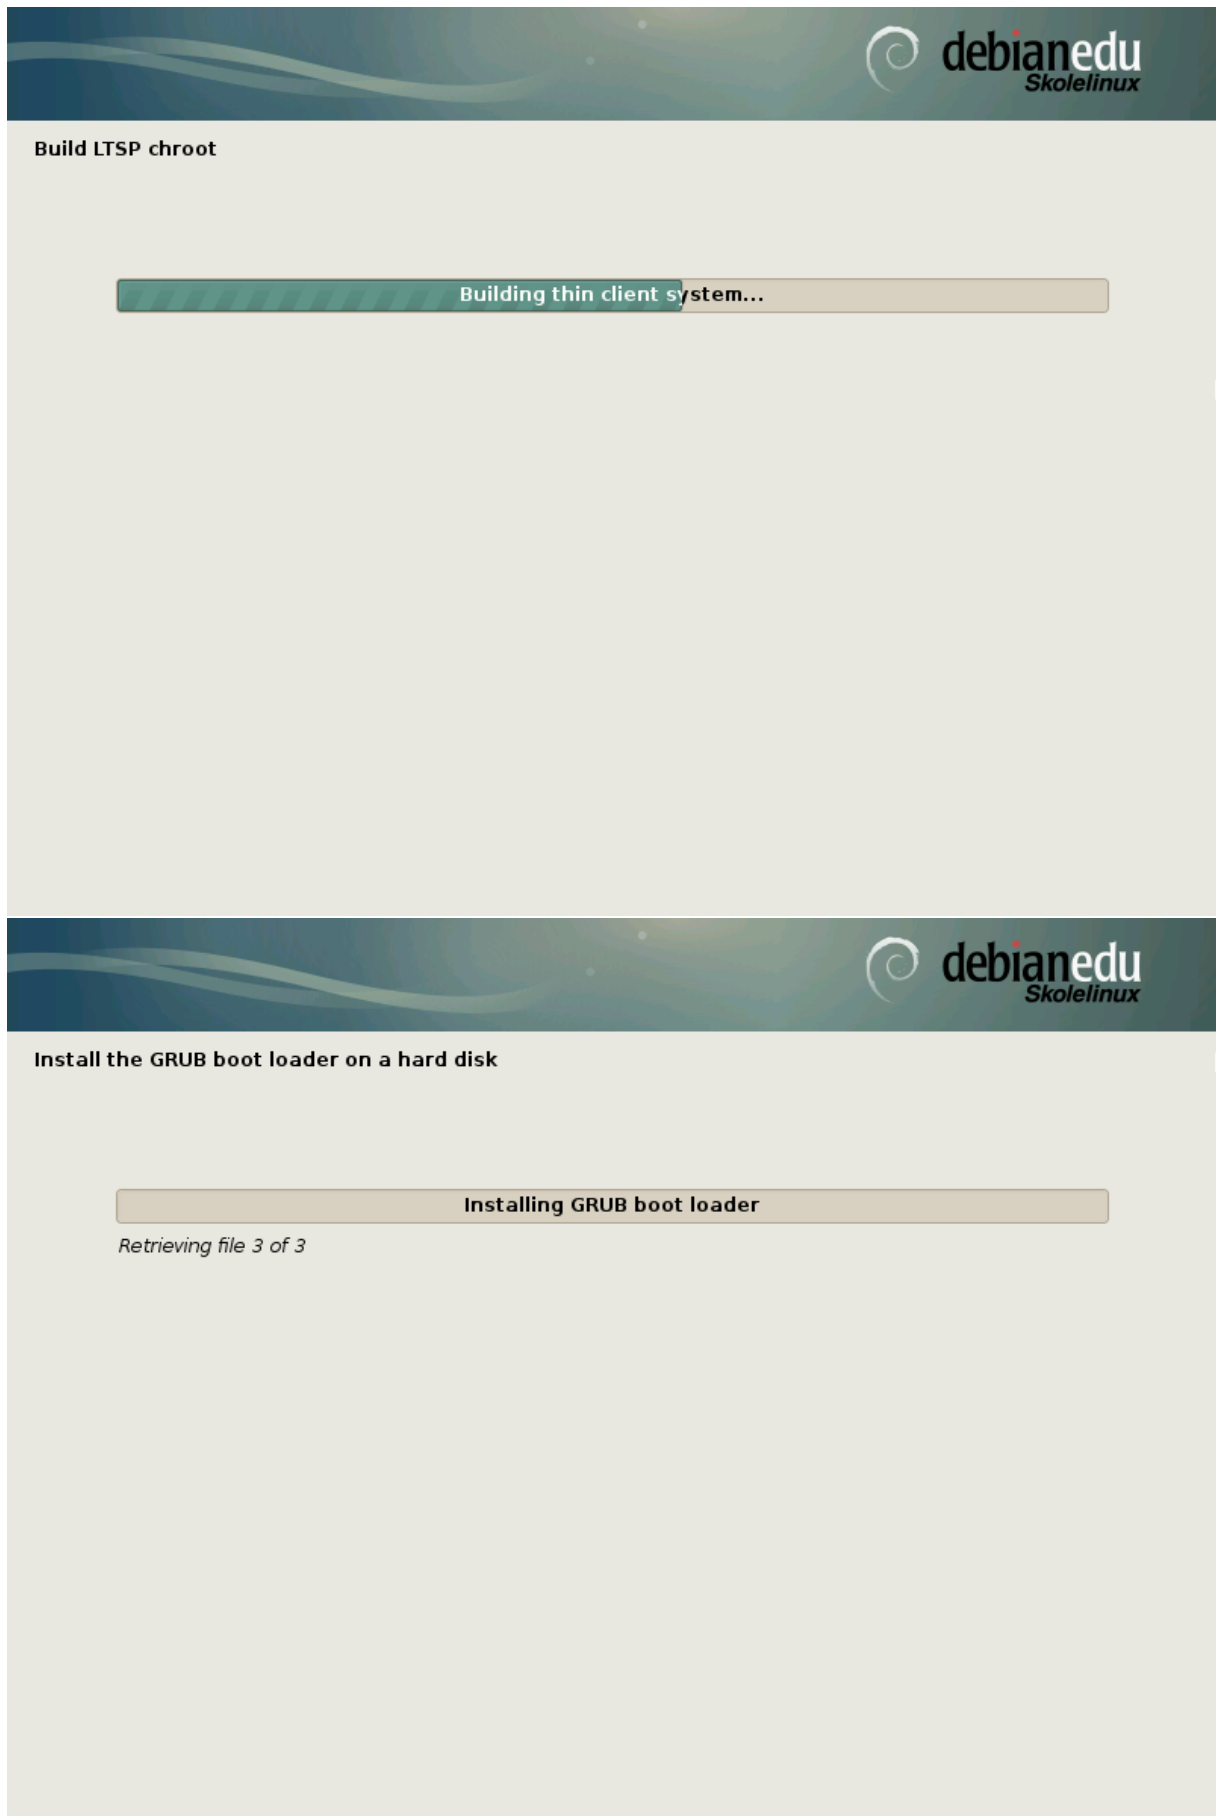 debianedu
Skolelinux
Build LTSP chroot
Building thin client system...
debianedu
Skolelinux
Install the GRUB boot loader on a hard disk
Installing GRUB boot loader
Retrieving file 3 of 3